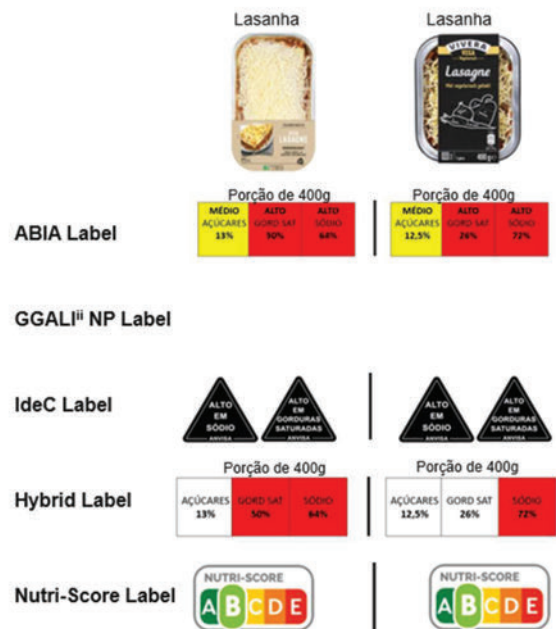 Lasanha
Lasanha
LASAGNE
VIVERA
VEGA
Lasagne
400 g
Porção de 400g
Porção de 400g
ABIA Label
MÉDIO ALTO ALTO
AÇÚCARES GORD SAT SÓDIO
13% 50% 64%
MÉDIO ALTO ALTO
AÇÚCARES GORD SAT SÓDIO
12,5% 26% 72%
GGALIⁱⁱ NP Label
IdeC Label
ALTO
EM
SÓDIO
ANVISA
ALTO
EM
GORDURAS
SATURADAS
ANVISA
ALTO
EM
SÓDIO
ANVISA
ALTO
EM
GORDURAS
SATURADAS
ANVISA
Porção de 400g
Porção de 400g
Hybrid Label
AÇÚCARES GORD SAT SÓDIO
13% 50% 64%
AÇÚCARES GORD SAT SÓDIO
12,5% 26% 72%
Nutri-Score Label
NUTRI-SCORE
A B C D E
NUTRI-SCORE
A B C D E